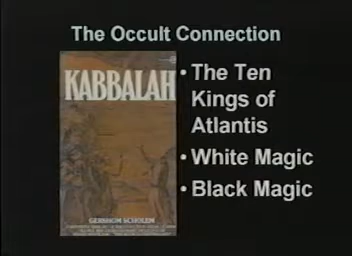 The Occult Connection
KABBALAH
GERSHOM SCHOLEM
• The Ten
Kings of
Atlantis
• White Magic
• Black Magic